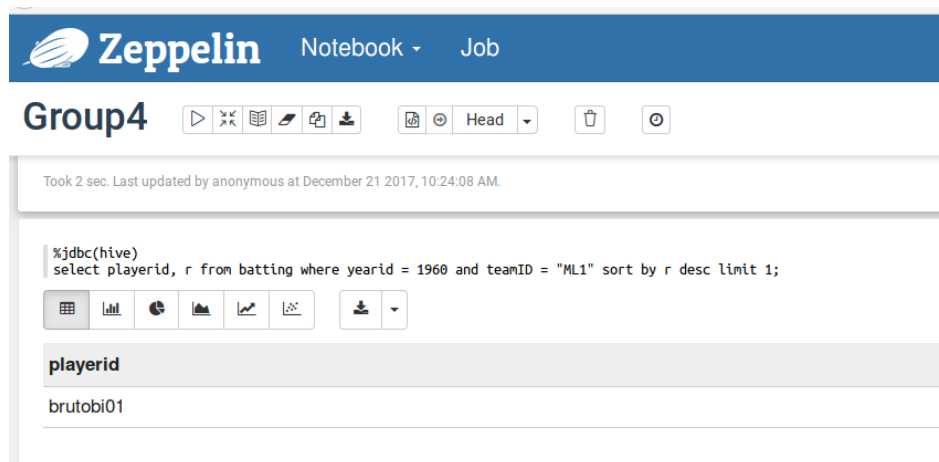 Zeppelin Notebook Job
Group4 Head
Took 2 sec. Last updated by anonymous at December 21 2017, 10:24:08 AM.
%jdbc(hive)
select playerid, r from batting where yearid = 1960 and teamID = "ML1" sort by r desc limit 1;
playerid
brutobi01